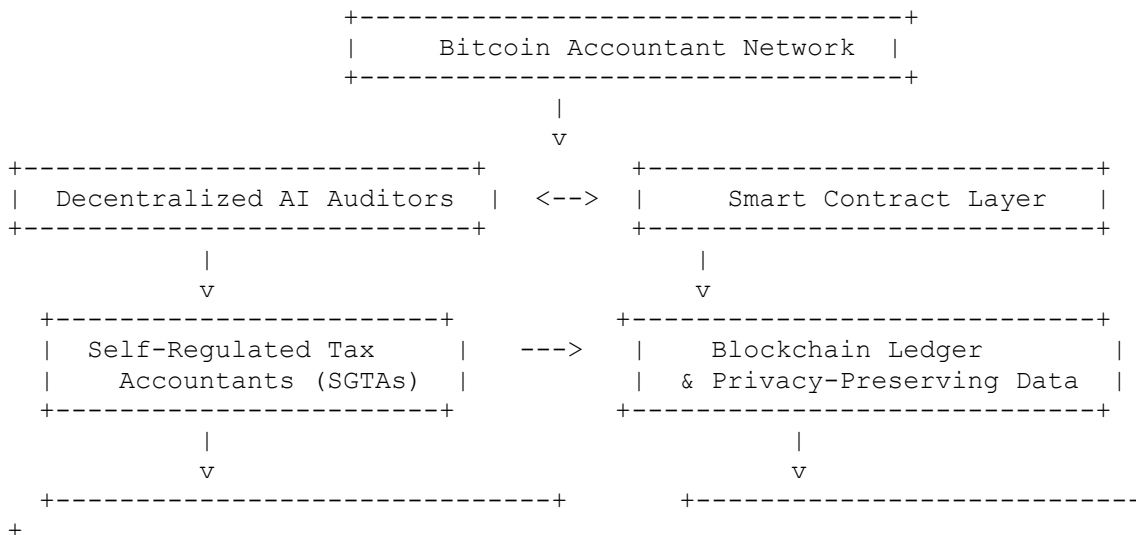 Bitcoin Accountant Network
Decentralized AI Auditors <--> Smart Contract Layer
Self-Regulated Tax ---> Blockchain Ledger
Accountants (SGTAs) & Privacy-Preserving Data